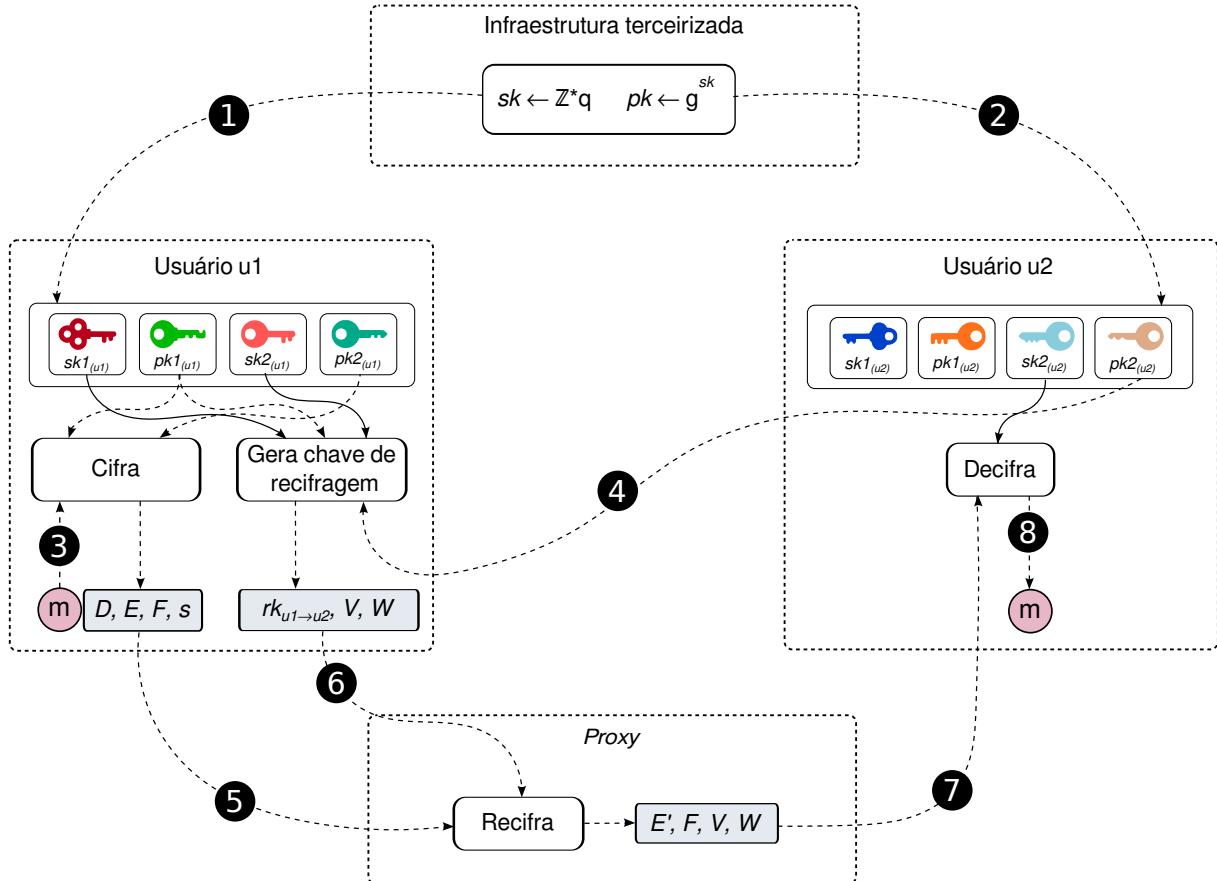 Infraestrutura terceirizada
sk ← ℤ*q pk ← g^sk
1
2
Usuário u1
Usuário u2
sk1(u1) pk1(u1) sk2(u1) pk2(u1)
sk1(u2) pk1(u2) sk2(u2) pk2(u2)
Cifra
Gera chave de
recifragem
Decifra
4
3
8
m
D, E, F, s
rku1→u2, V, W
m
6
Proxy
5
7
Recifra
E', F, V, W